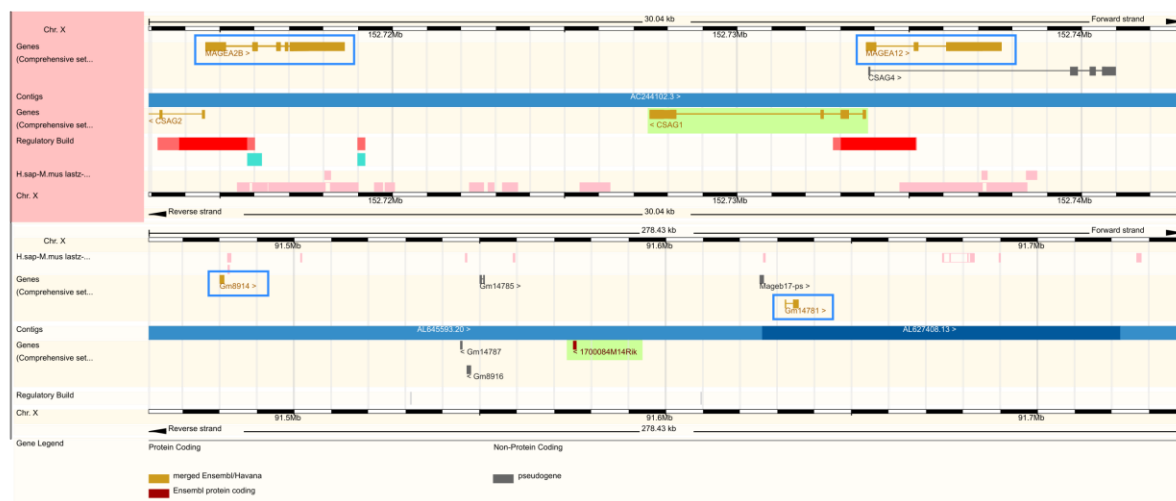 30.04 kb Forward strand
Chr. X
152.72Mb 152.73Mb 152.74Mb
Genes
(Comprehensive set...
MAGEA2B > MAGEA12 >
CSAG4 >
Contigs AC244102.3 >
Genes
(Comprehensive set...
< CSAG2 < CSAG1
Regulatory Build
H.sap-M.mus lastz-...
Chr. X 152.72Mb 152.73Mb 152.74Mb
Reverse strand 30.04 kb
278.43 kb Forward strand
Chr. X
91.5Mb 91.6Mb 91.7Mb
H.sap-M.mus lastz-...
Genes
(Comprehensive set...
Gm8914 > Gm14785 > Mageb17-ps >
Gm14781 >
Contigs AL645593.20 > AL627408.13 >
Genes
(Comprehensive set...
< Gm14787 < 1700084M14Rik
< Gm8916
Regulatory Build
Chr. X 91.5Mb 91.6Mb 91.7Mb
Reverse strand 278.43 kb
Gene Legend Protein Coding Non-Protein Coding
merged Ensembl/Havana pseudogene
Ensembl protein coding